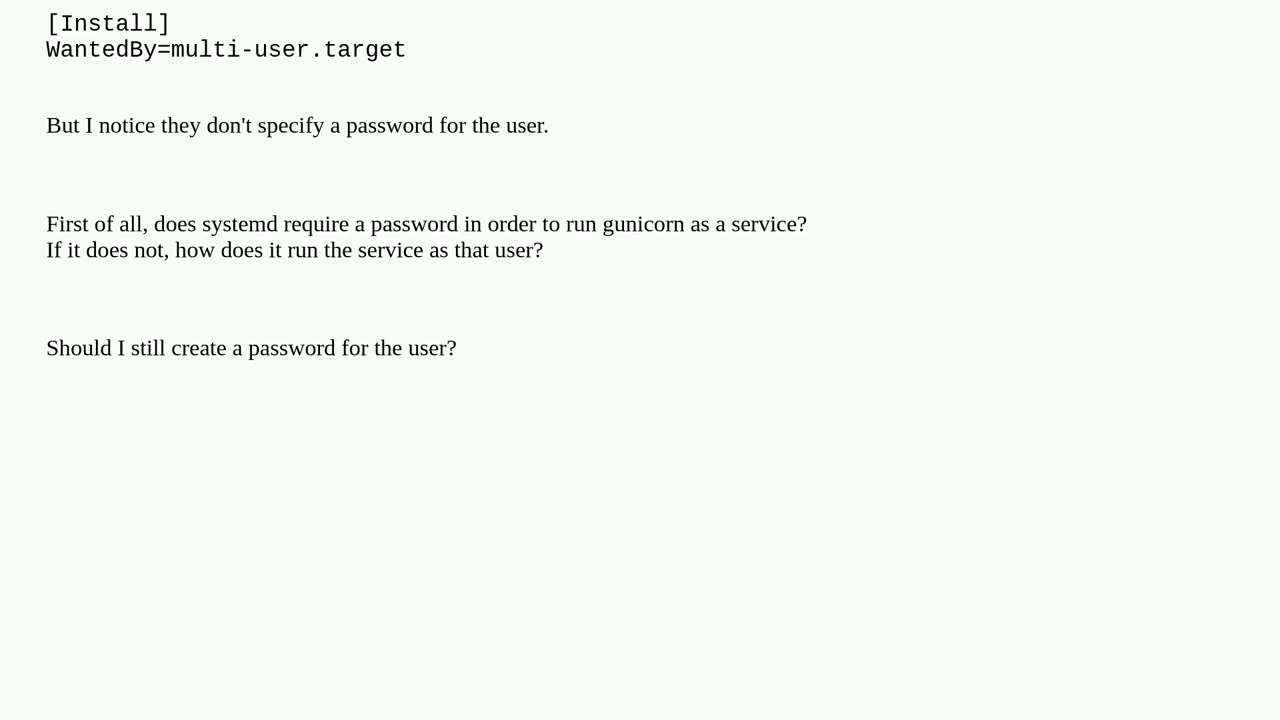 [Install]
WantedBy=multi-user.target
But I notice they don't specify a password for the user.
First of all, does systemd require a password in order to run gunicorn as a service?
If it does not, how does it run the service as that user?
Should I still create a password for the user?